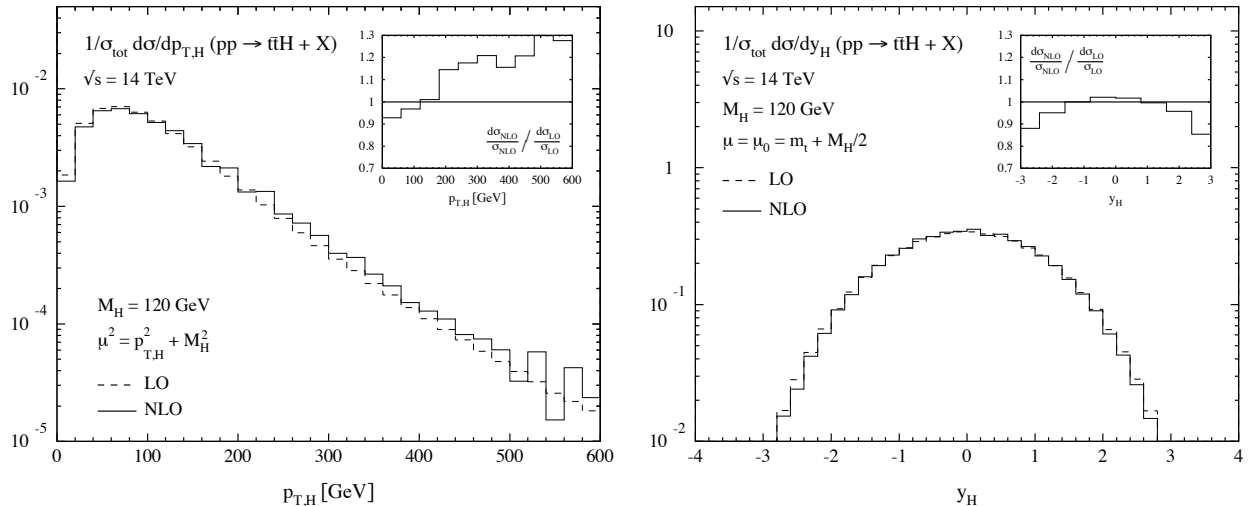 1/σ_tot dσ/dp_T,H (pp → tt̄H + X)
√s = 14 TeV
M_H = 120 GeV
μ² = p²_T,H + M²_H
LO
NLO
10⁻²
10⁻³
10⁻⁴
10⁻⁵
0 100 200 300 400 500 600
p_T,H [GeV]
1.3
1.2
1.1
1
0.9
0.8
0.7
dσ_NLO/σ_NLO / dσ_LO/σ_LO
0 100 200 300 400 500 600
p_T,H [GeV]
1/σ_tot dσ/dy_H (pp → tt̄H + X)
√s = 14 TeV
M_H = 120 GeV
μ = μ₀ = m_t + M_H/2
LO
NLO
10
1
10⁻¹
10⁻²
-4 -3 -2 -1 0 1 2 3 4
y_H
1.3
1.2
1.1
1
0.9
0.8
0.7
dσ_NLO/σ_NLO / dσ_LO/σ_LO
-3 -2 -1 0 1 2 3
y_H